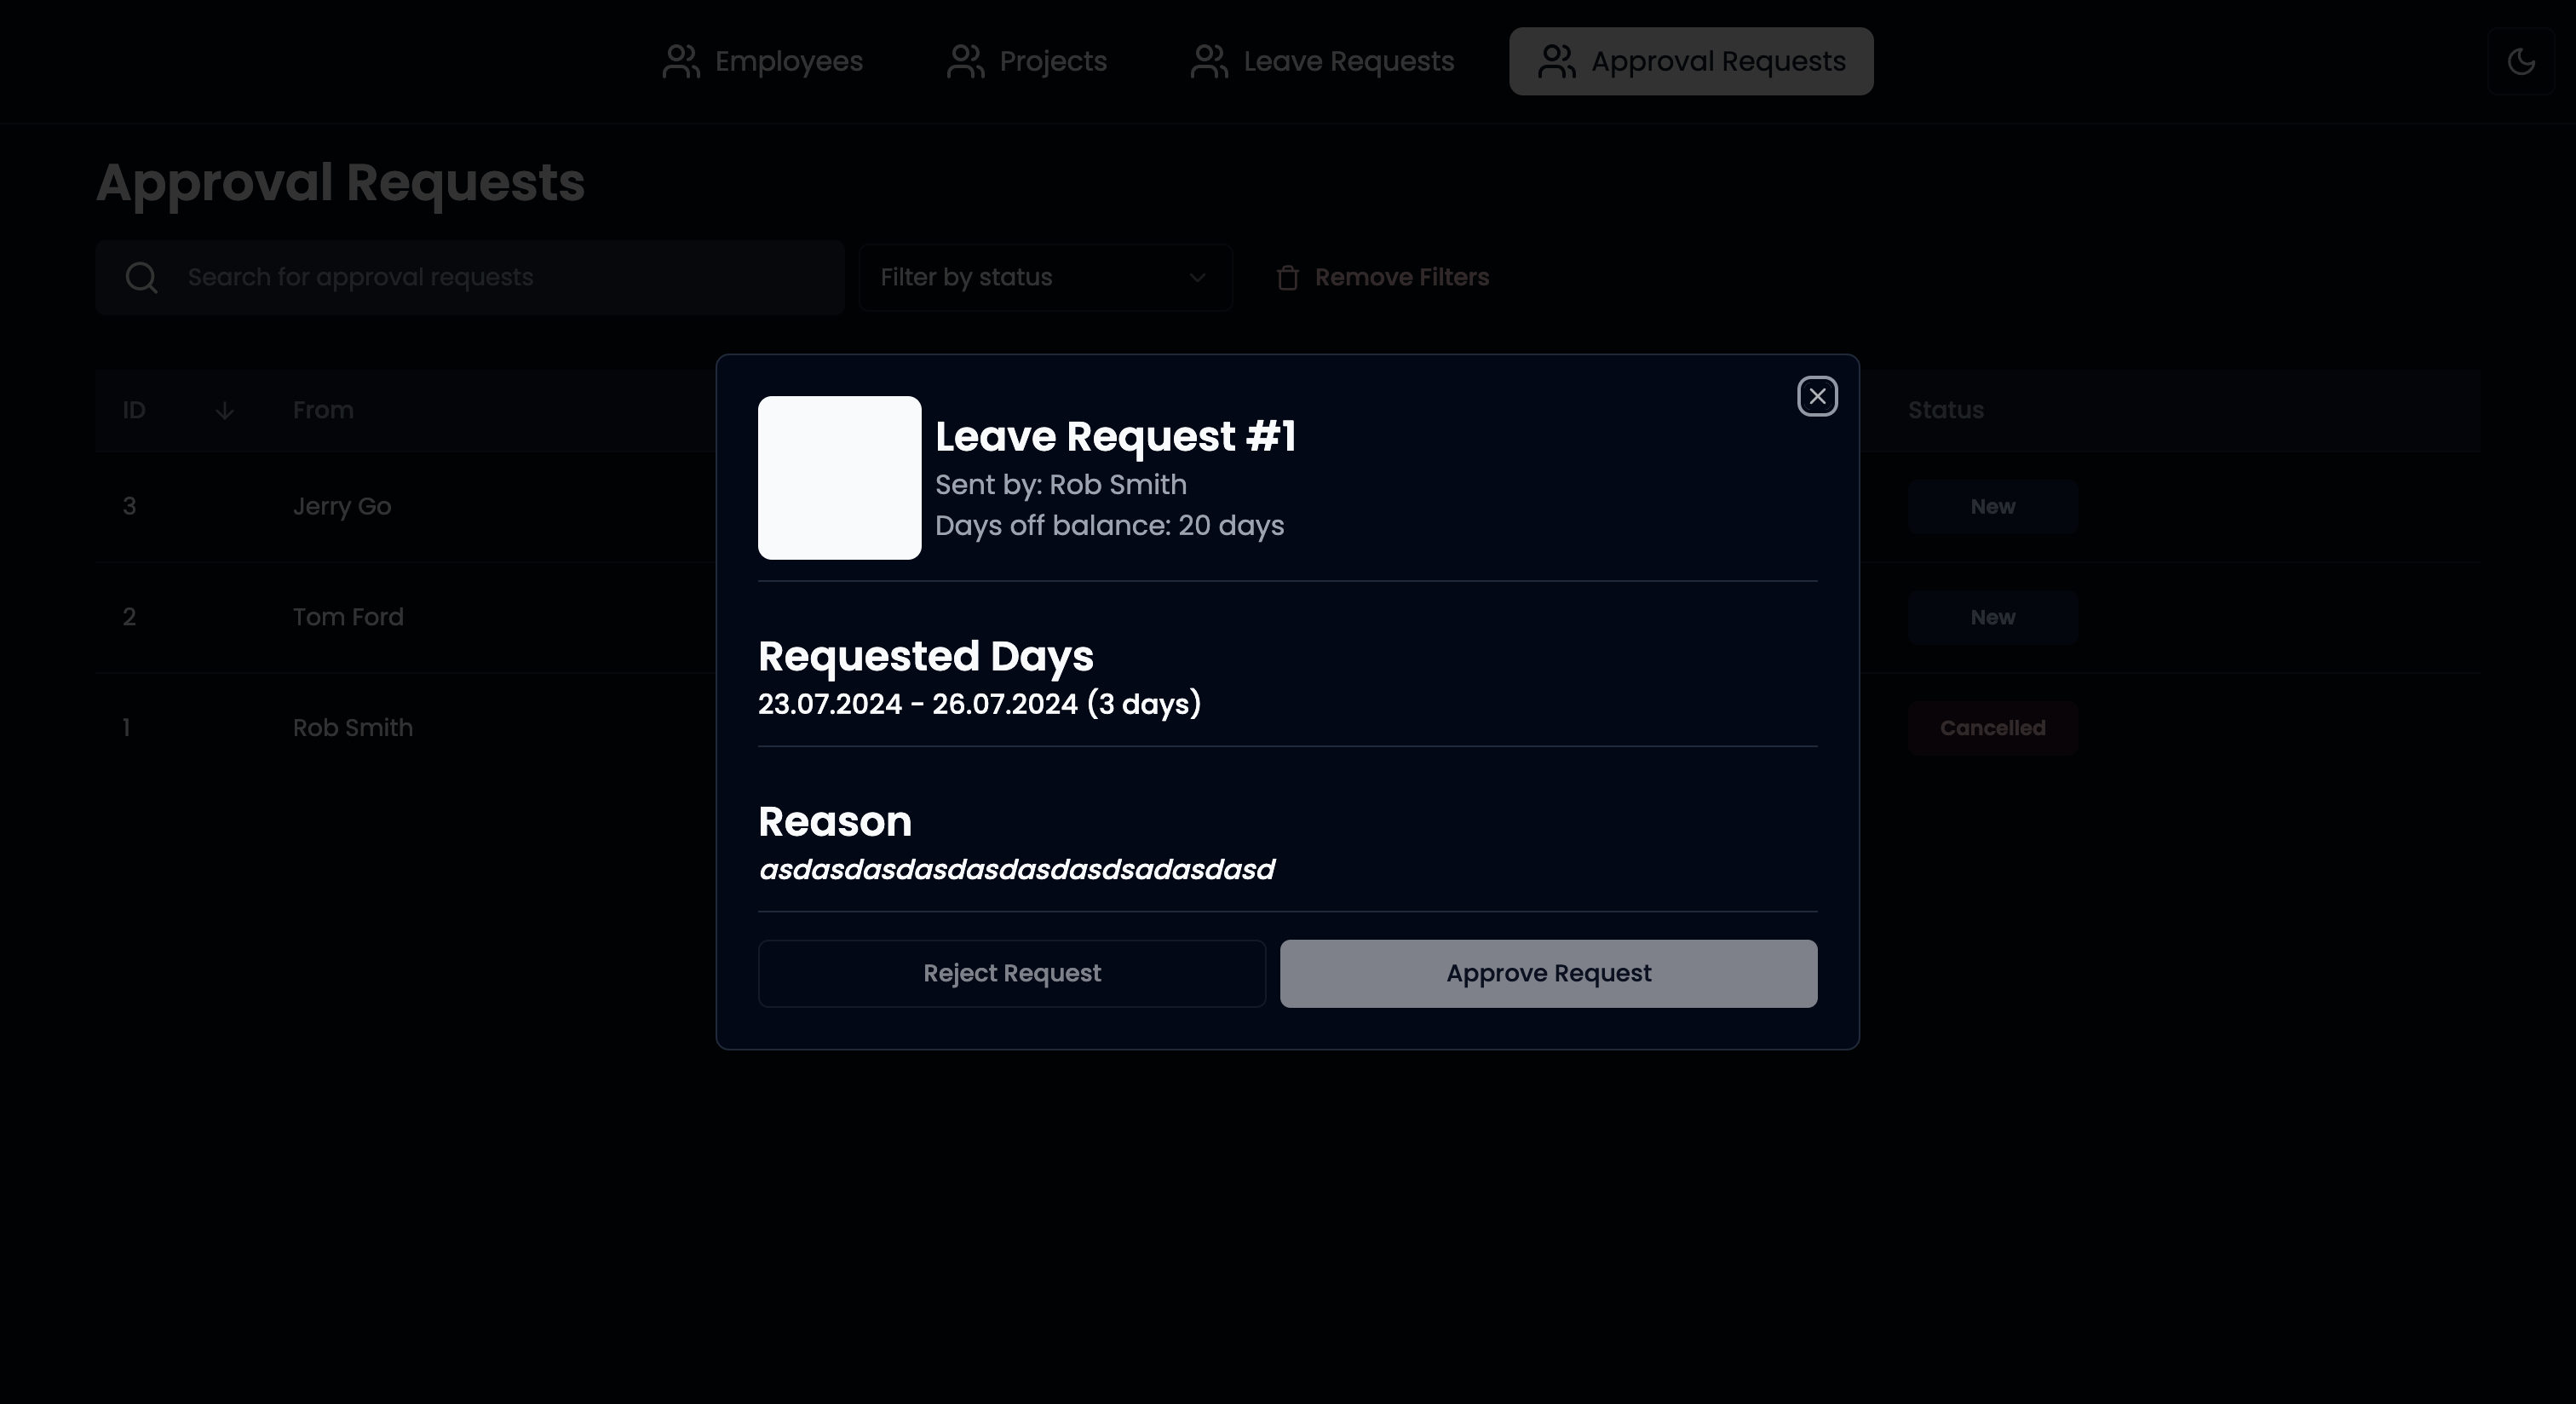 Employees
Projects
Leave Requests
Approval Requests
Approval Requests
Search for approval requests
Filter by status
Remove Filters
ID
From
Status
3
Jerry Go
New
2
Tom Ford
New
1
Rob Smith
Cancelled
Leave Request #1
Sent by: Rob Smith
Days off balance: 20 days
Requested Days
23.07.2024 - 26.07.2024 (3 days)
Reason
asdasdasdasdasdasdasdsadasdasd
Reject Request
Approve Request